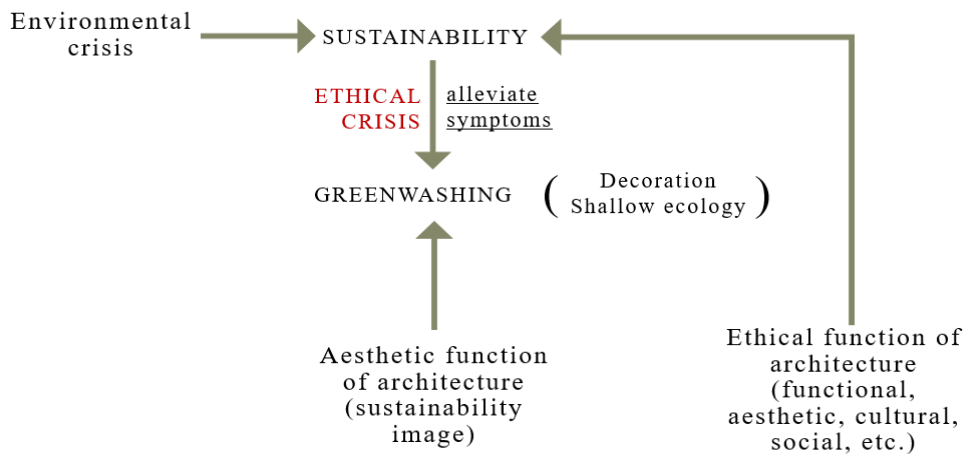 Environmental
crisis
SUSTAINABILITY
ETHICAL
CRISIS
alleviate
symptoms
GREENWASHING
( Decoration
Shallow ecology )
Aesthetic function
of architecture
(sustainability
image)
Ethical function of
architecture
(functional,
aesthetic, cultural,
social, etc.)